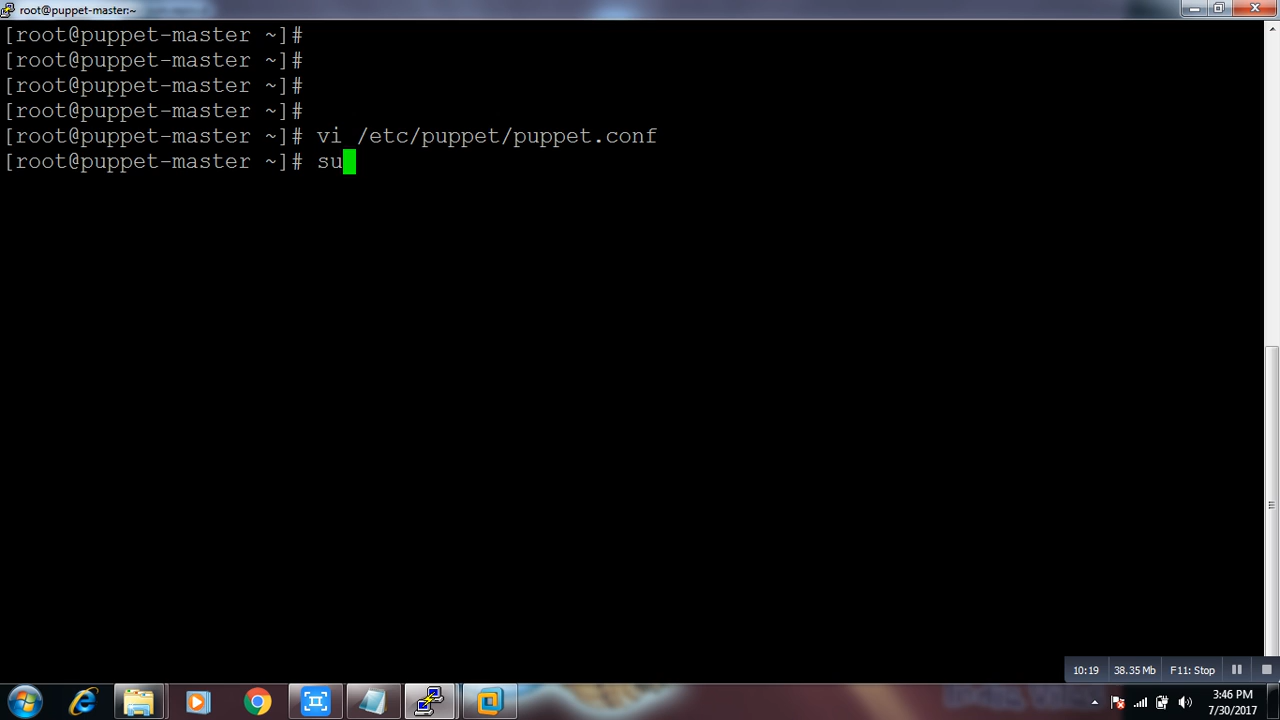 root@puppet-master:~
[root@puppet-master ~]#
[root@puppet-master ~]#
[root@puppet-master ~]#
[root@puppet-master ~]#
[root@puppet-master ~]# vi /etc/puppet/puppet.conf
[root@puppet-master ~]# su
10:19 38.35 Mb F11: Stop
3:46 PM
7/30/2017